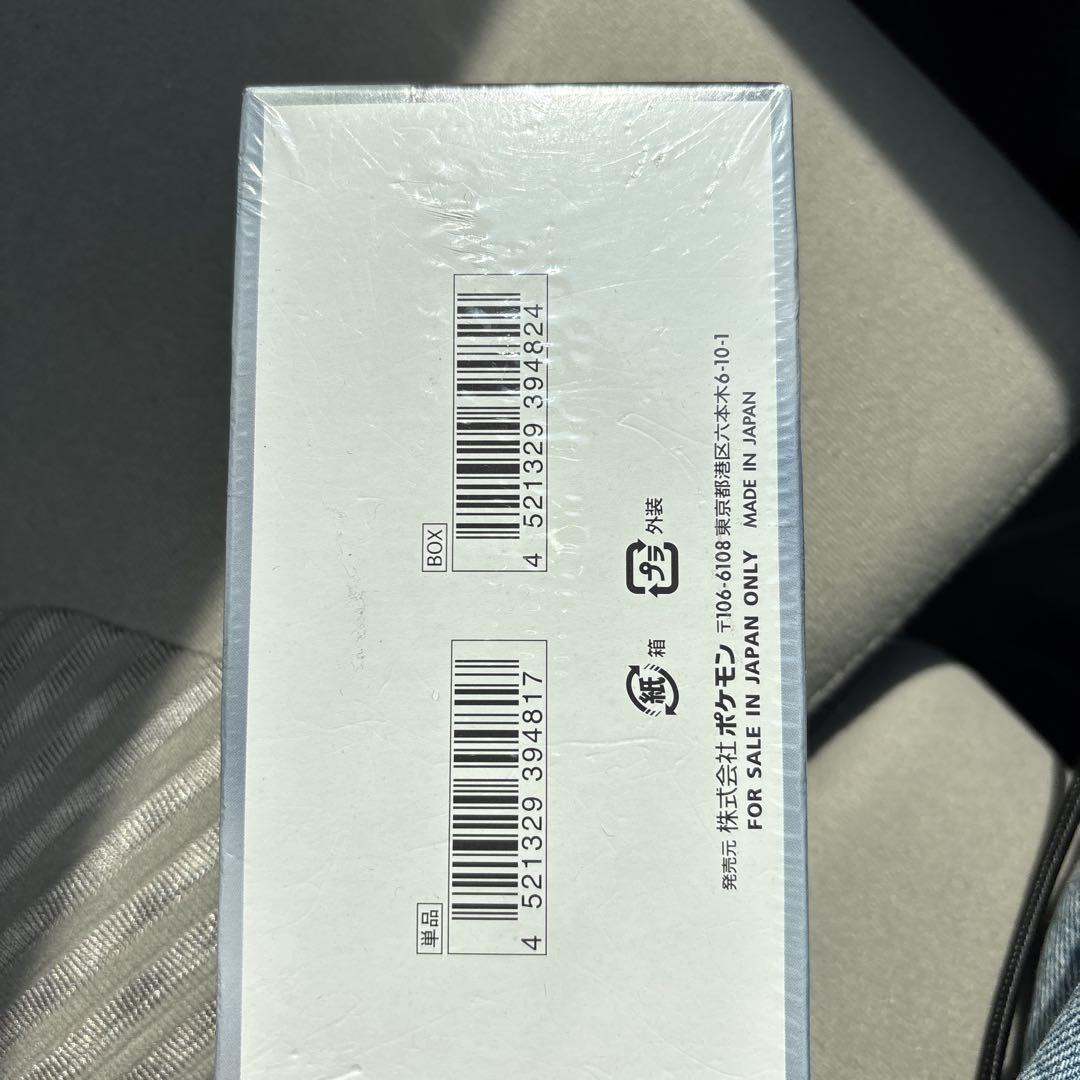 単品
4 521329 394817
BOX
4 521329 394824
紙 箱
プラ 外装
発売元 株式会社 ポケモン 〒106-6108 東京都港区六本木6-10-1
FOR SALE IN JAPAN ONLY MADE IN JAPAN